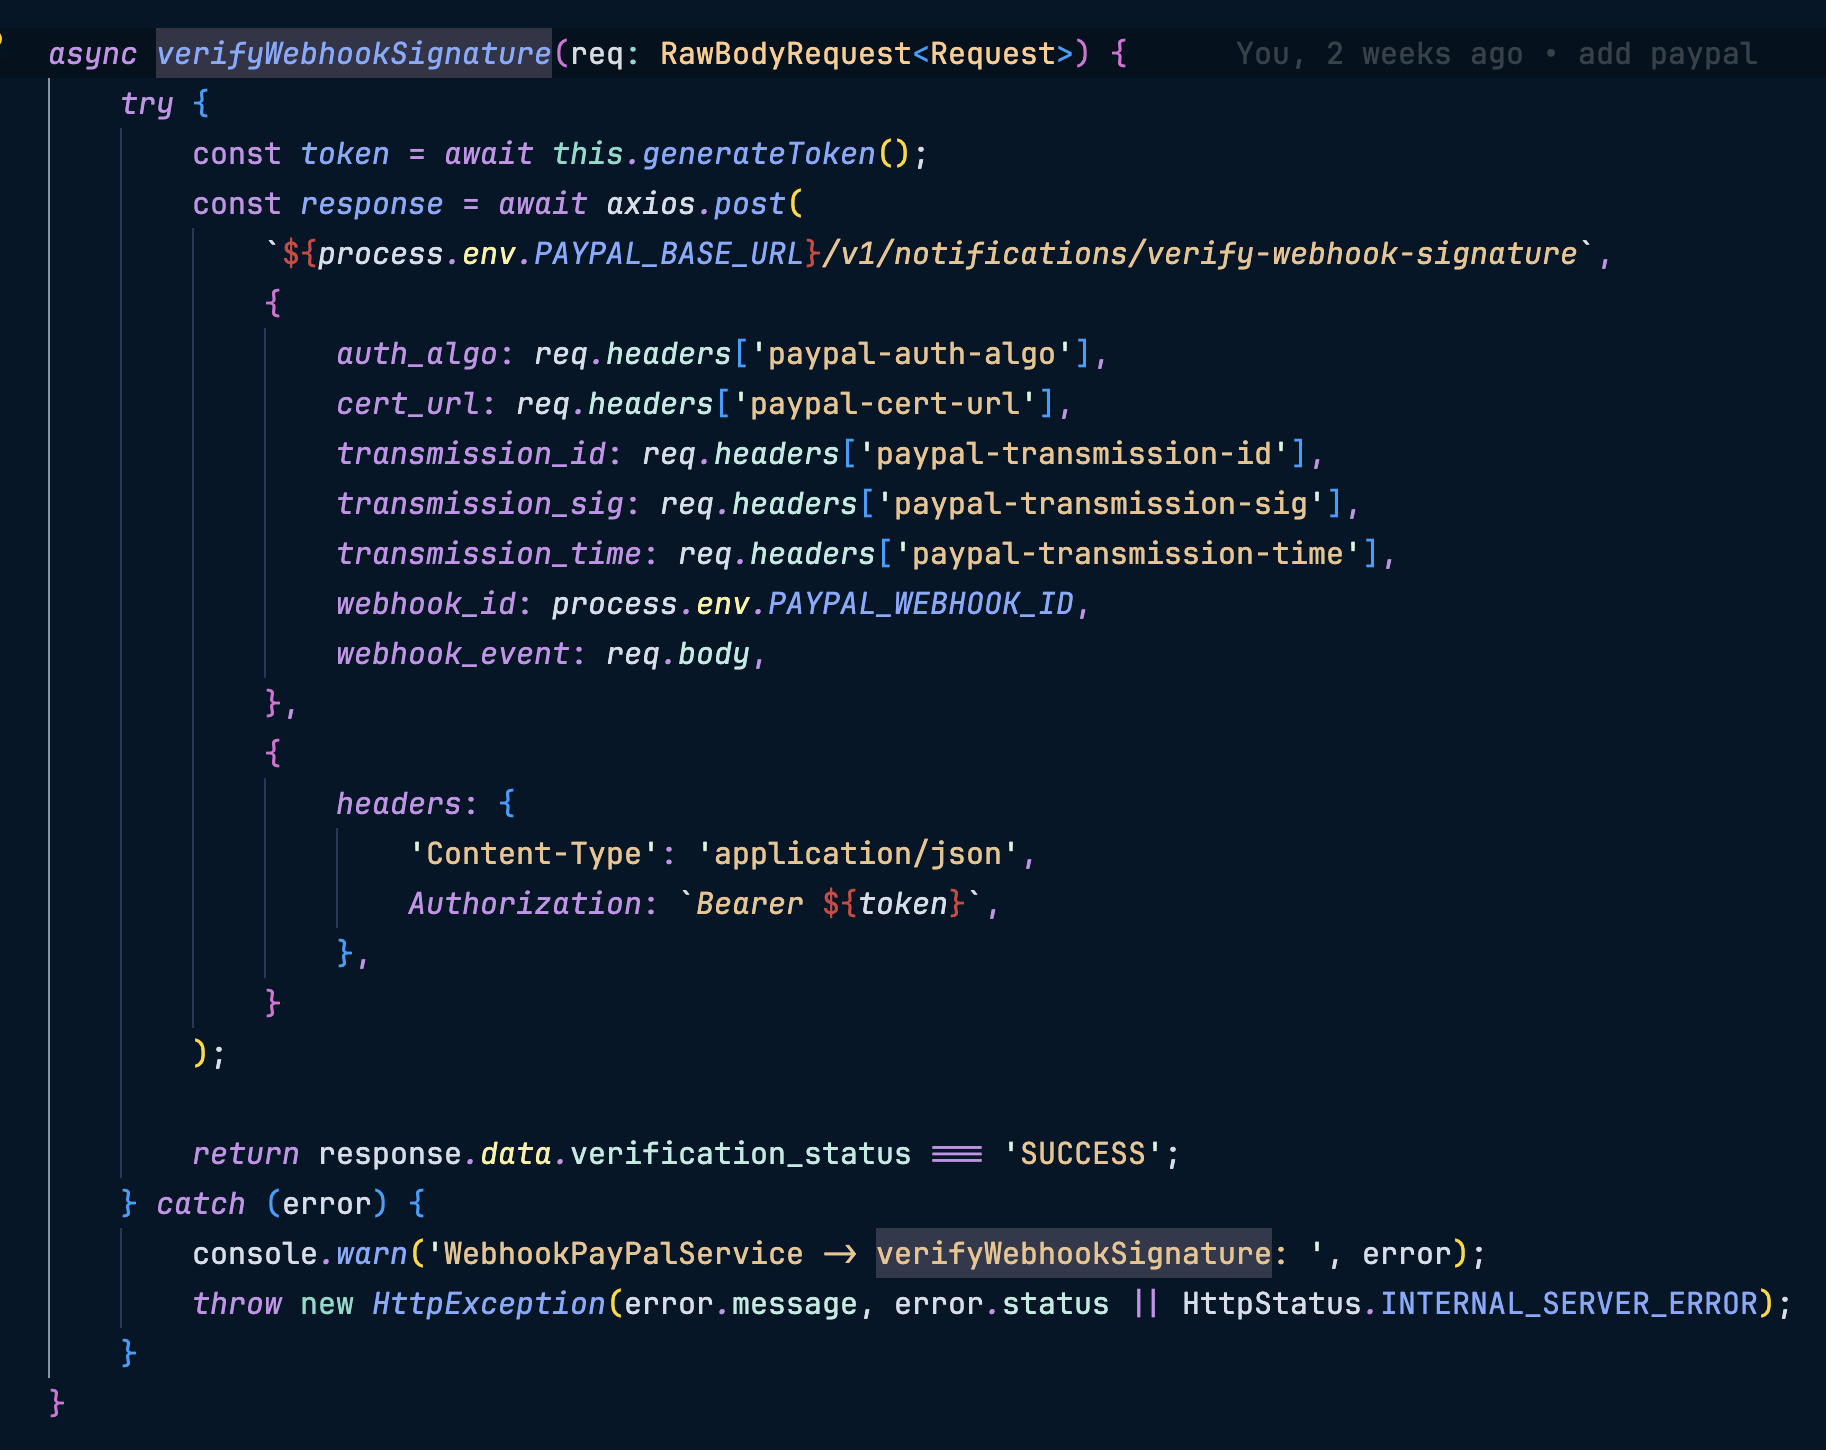 async verifyWebhookSignature(req: RawBodyRequest<Request>) {        You, 2 weeks ago • add paypal
    try {
        const token = await this.generateToken();
        const response = await axios.post(
            `${process.env.PAYPAL_BASE_URL}/v1/notifications/verify-webhook-signature`,
            {
                auth_algo: req.headers['paypal-auth-algo'],
                cert_url: req.headers['paypal-cert-url'],
                transmission_id: req.headers['paypal-transmission-id'],
                transmission_sig: req.headers['paypal-transmission-sig'],
                transmission_time: req.headers['paypal-transmission-time'],
                webhook_id: process.env.PAYPAL_WEBHOOK_ID,
                webhook_event: req.body,
            },
            {
                headers: {
                    'Content-Type': 'application/json',
                    Authorization: `Bearer ${token}`,
                },
            }
        );

        return response.data.verification_status === 'SUCCESS';
    } catch (error) {
        console.warn('WebhookPayPalService -> verifyWebhookSignature: ', error);
        throw new HttpException(error.message, error.status || HttpStatus.INTERNAL_SERVER_ERROR);
    }
}